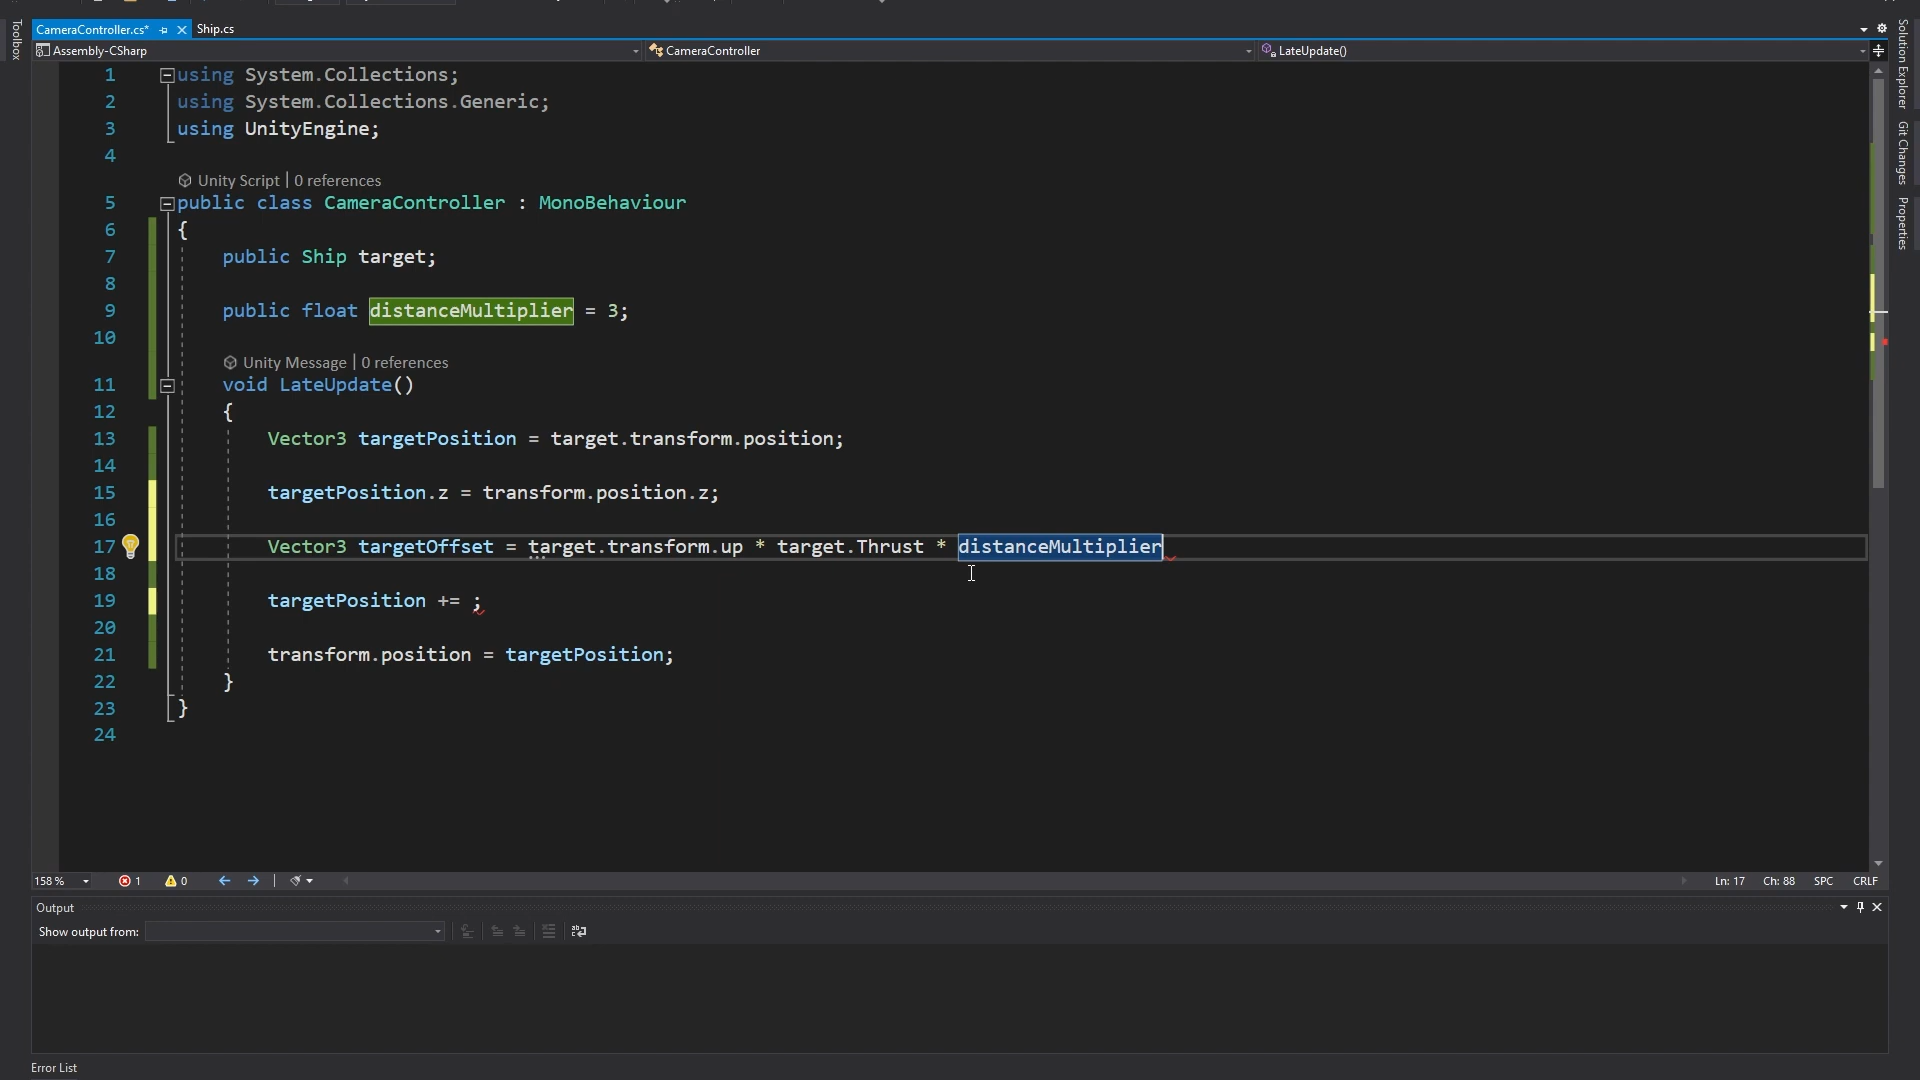 Toolbox
CameraController.cs*
Ship.cs
Assembly-CSharp
CameraController
LateUpdate()
Solution Explorer
Git Changes
Properties
1 using System.Collections;
2 using System.Collections.Generic;
3 using UnityEngine;
4
Unity Script | 0 references
5 public class CameraController : MonoBehaviour
6 {
7 public Ship target;
8
9 public float distanceMultiplier = 3;
10
Unity Message | 0 references
11 void LateUpdate()
12 {
13 Vector3 targetPosition = target.transform.position;
14
15 targetPosition.z = transform.position.z;
16
17 Vector3 targetOffset = target.transform.up * target.Thrust * distanceMultiplier
18
19 targetPosition += ;
20
21 transform.position = targetPosition;
22 }
23 }
24
158 % 1 0 Ln: 17 Ch: 88 SPC CRLF
Output
Show output from:
Error List